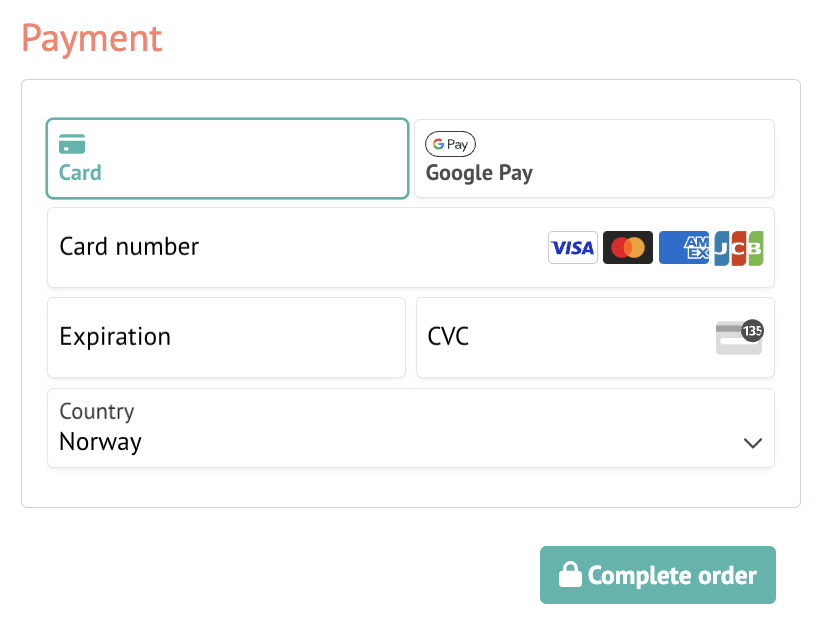 Payment
G Pay
Card
Google Pay
Card number
VISA
AM
EX
JCB
Expiration
CVC
135
Country
Norway
Complete order